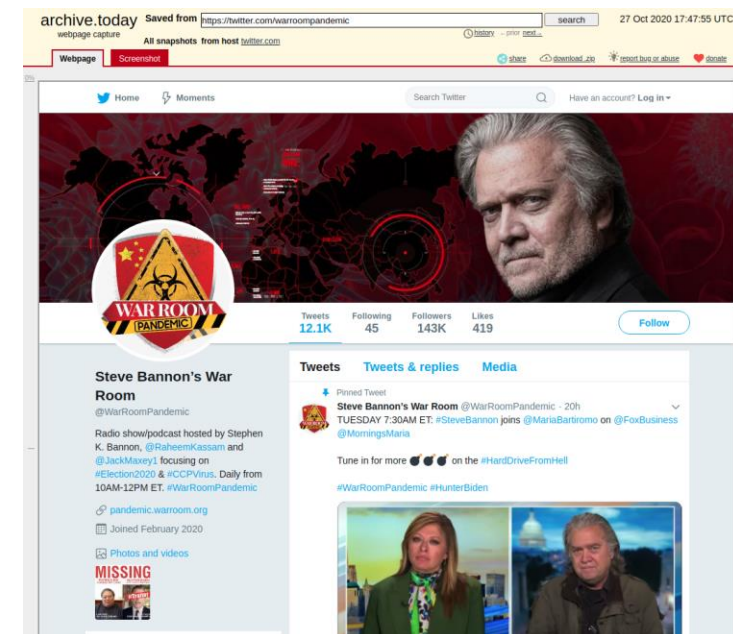 archive.today
webpage capture
Saved from https://twitter.com/warroompandemic
search
27 Oct 2020 17:47:55 UTC
history ←prior next→
All snapshots from host twitter.com
Webpage
Screenshot
share
download .zip
report bug or abuse
donate
0%
Home
Moments
Search Twitter
Have an account? Log in
WAR ROOM
PANDEMIC
Tweets
12.1K
Following
45
Followers
143K
Likes
419
Follow
Steve Bannon's War
Room
@WarRoomPandemic
Radio show/podcast hosted by Stephen
K. Bannon, @RaheemKassam and
@JackMaxey1 focusing on
#Election2020 & #CCPVirus. Daily from
10AM-12PM ET. #WarRoomPandemic
pandemic.warroom.org
Joined February 2020
Photos and videos
MISSING
Tweets
Tweets & replies
Media
Pinned Tweet
Steve Bannon's War Room @WarRoomPandemic · 20h
TUESDAY 7:30AM ET: #SteveBannon joins @MariaBartiromo on @FoxBusiness
@MorningsMaria
Tune in for more 💣💣💣 on the #HardDriveFromHell
#WarRoomPandemic #HunterBiden